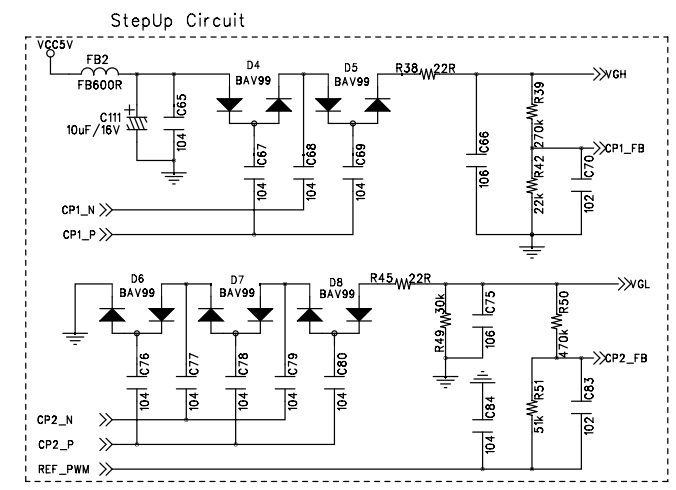 StepUp Circuit
VCC5V
FB2
FB600R
C111
10uF/16V
C65
104
D4
BAV99
D5
BAV99
R38 22R
VGH
R39
270k
C66
106
CP1_FB
R42
22k
C70
102
C67
104
C68
104
C69
104
CP1_N
CP1_P
D6
BAV99
D7
BAV99
D8
BAV99
R45 22R
VGL
R49
30k
C75
106
R50
470k
CP2_FB
C76
104
C77
104
C78
104
C79
104
C80
104
C84
104
R51
51k
C83
102
CP2_N
CP2_P
REF_PWM